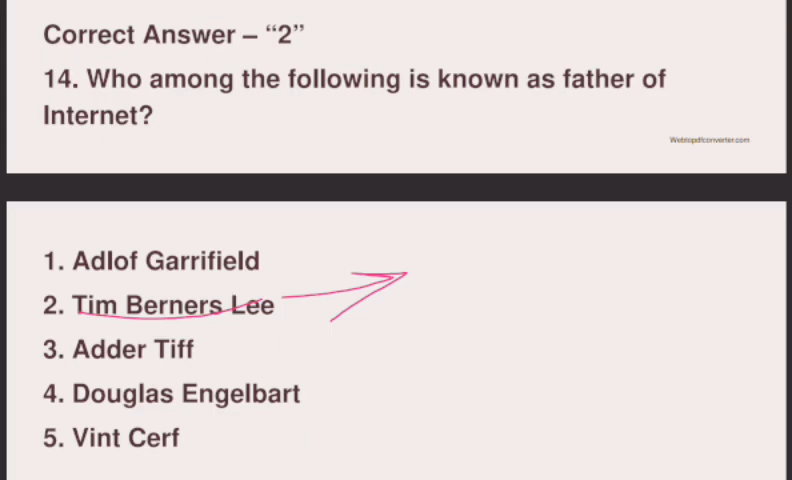 Correct Answer – “2”
14. Who among the following is known as father of
Internet?
Webtopdfconverter.com
1. Adlof Garrifield
2. Tim Berners Lee
3. Adder Tiff
4. Douglas Engelbart
5. Vint Cerf